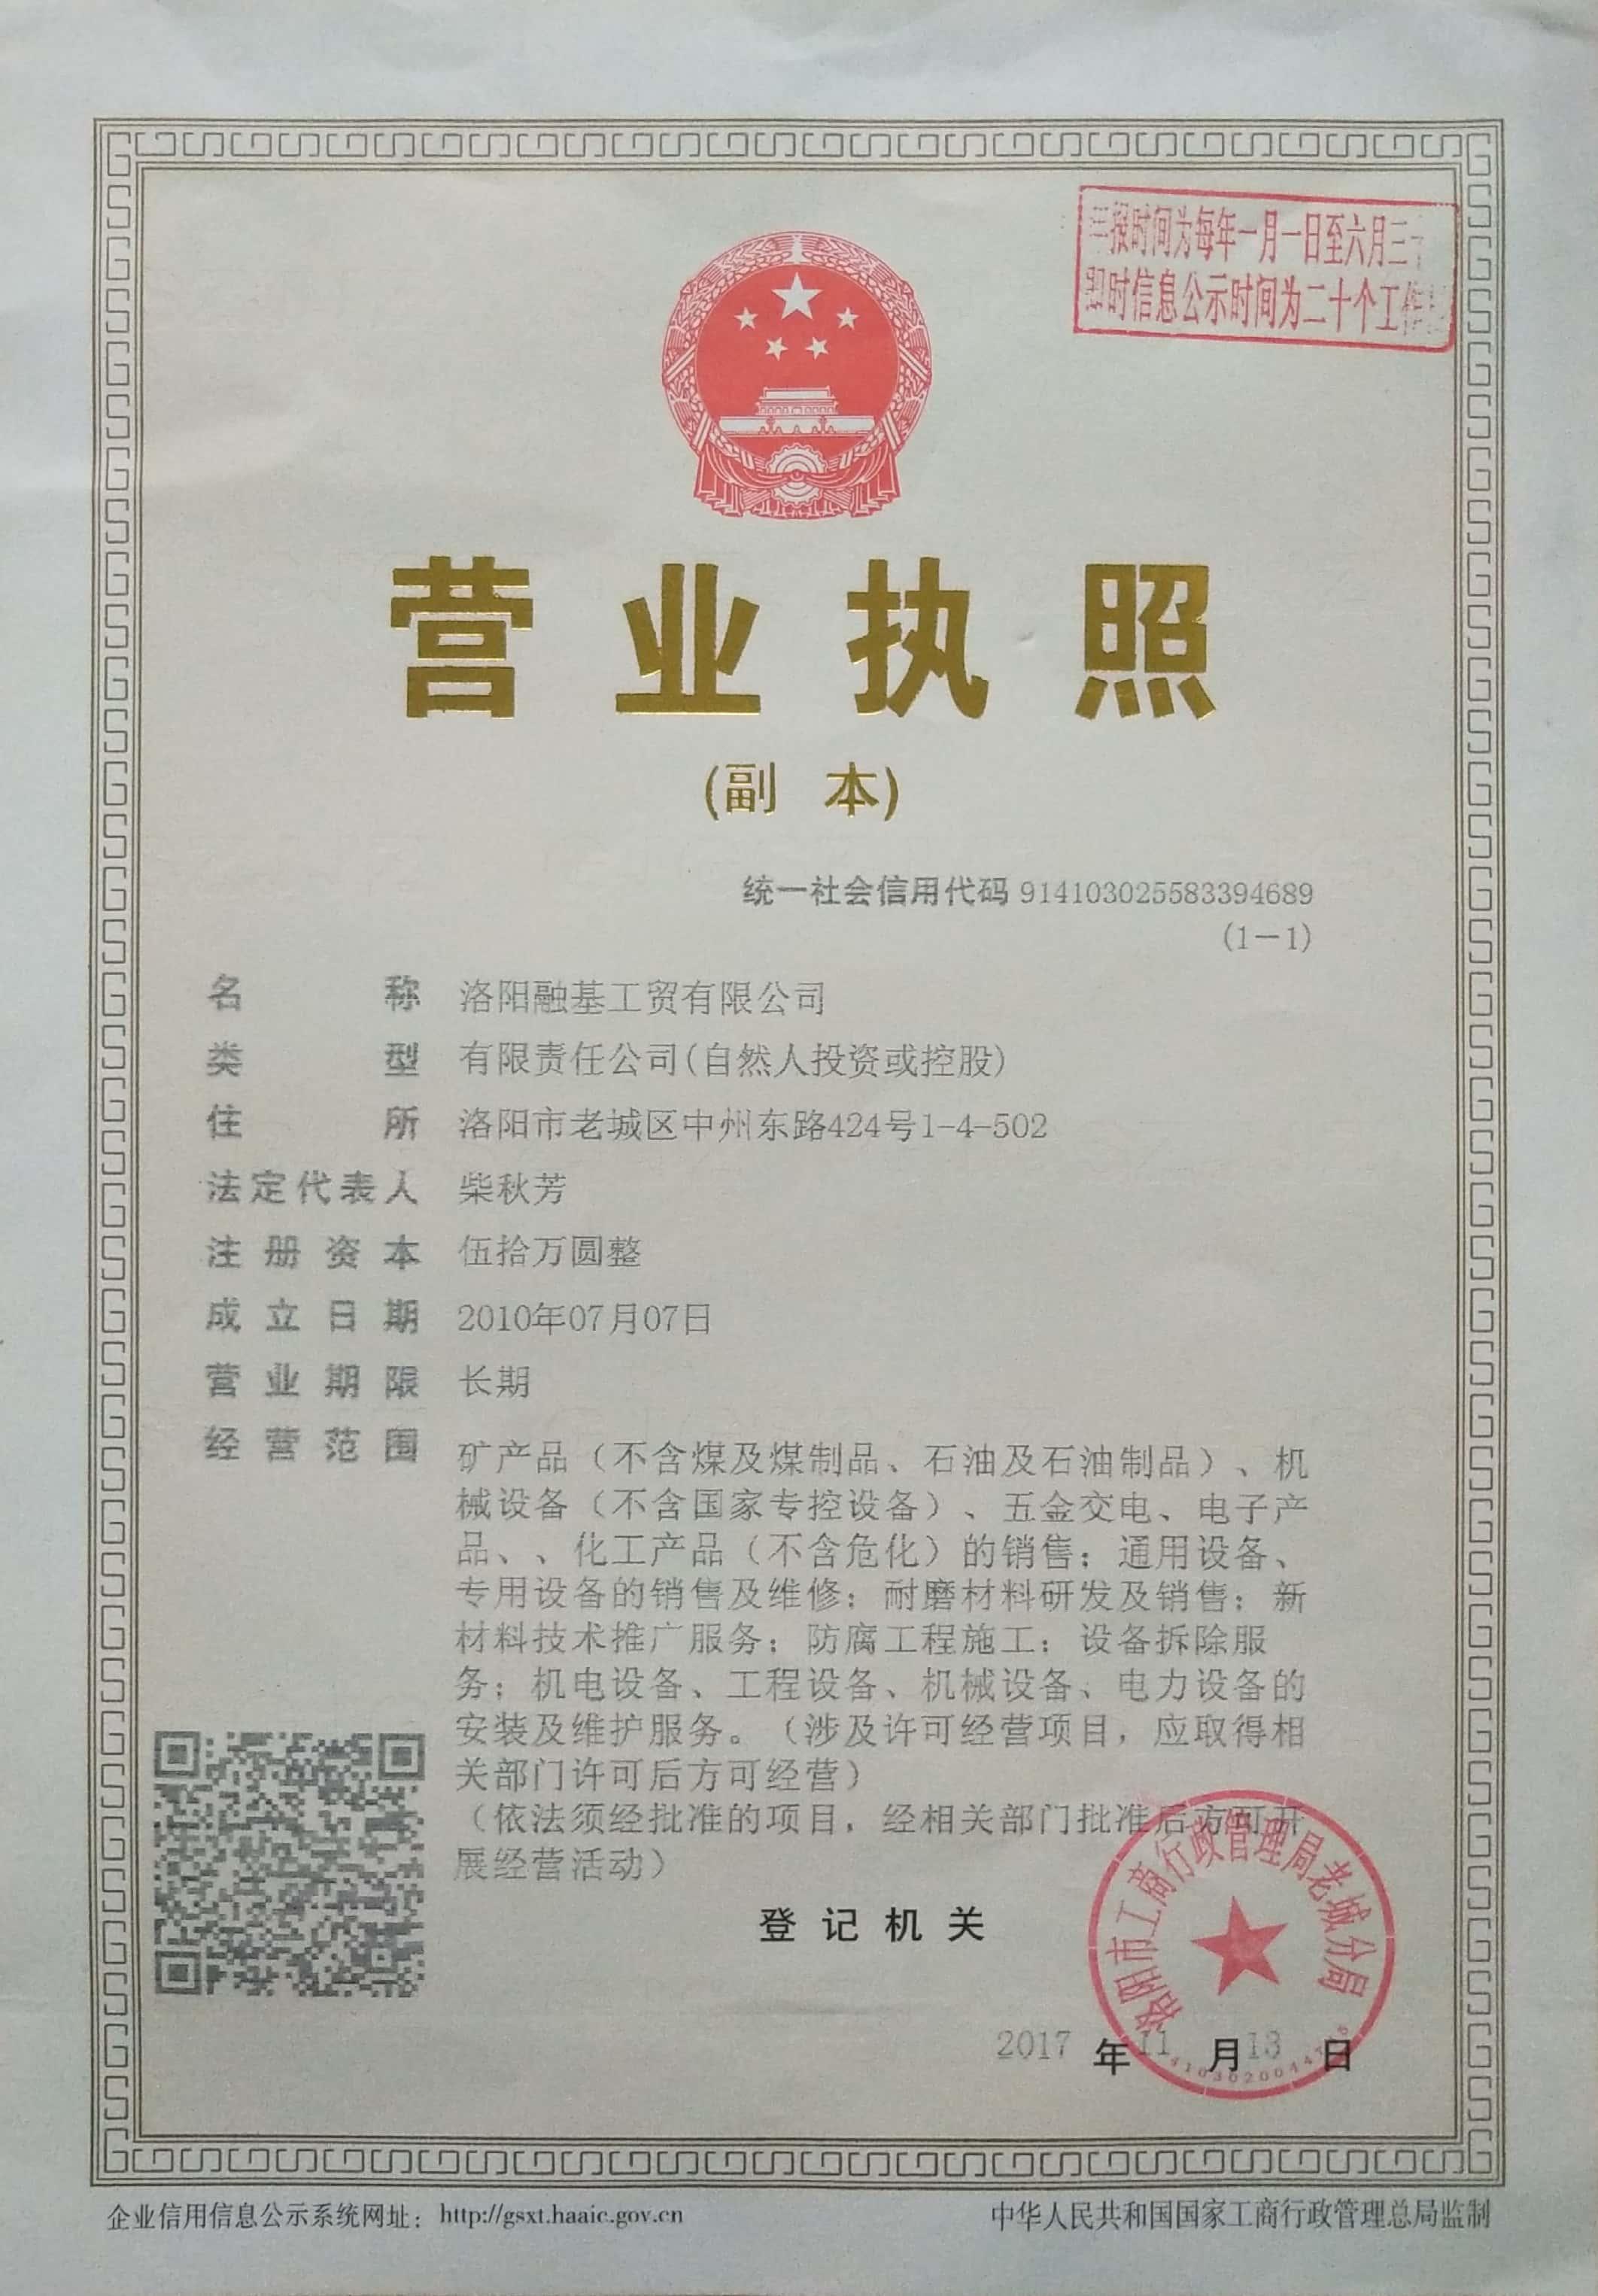 年报时间为每年一月一日至六月三
即时信息公示时间为二十个工作
营业执照
(副 本)
统一社会信用代码 914103025583394689
(1-1)
名称 洛阳融基工贸有限公司
类型 有限责任公司(自然人投资或控股)
住所 洛阳市老城区中州东路424号1-4-502
法定代表人 柴秋芳
注册资本 伍拾万圆整
成立日期 2010年07月07日
营业期限 长期
经营范围 矿产品（不含煤及煤制品、石油及石油制品）、机
械设备（不含国家专控设备）、五金交电、电子产
品、、化工产品（不含危化）的销售；通用设备、
专用设备的销售及维修；耐磨材料研发及销售；新
材料技术推广服务；防腐工程施工；设备拆除服
务；机电设备、工程设备、机械设备、电力设备的
安装及维护服务。（涉及许可经营项目，应取得相
关部门许可后方可经营）
（依法须经批准的项目，经相关部门批准后方可开
展经营活动）
登记机关
洛阳市工商行政管理局老城分局
2017 年 11 月 13 日
企业信用信息公示系统网址：http://gsxt.haaic.gov.cn
中华人民共和国国家工商行政管理总局监制